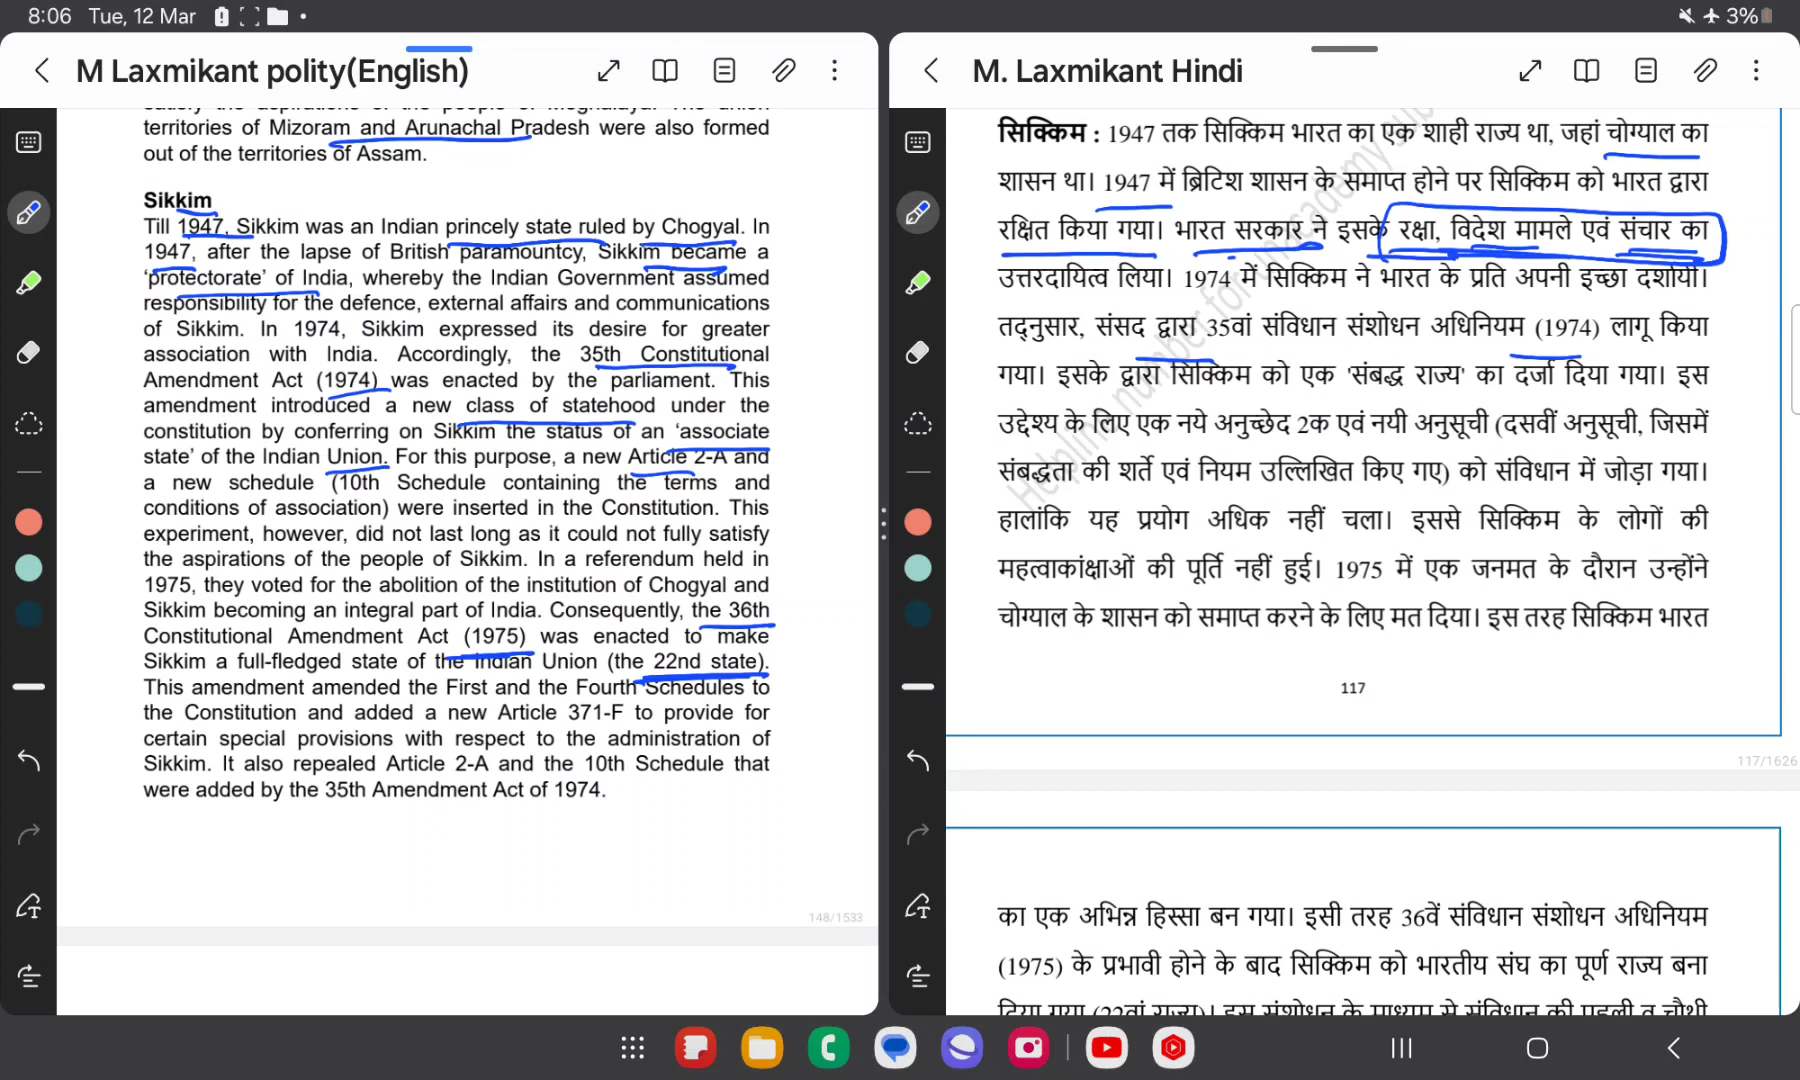 8:06 Tue, 12 Mar
3%
M Laxmikant polity(English)
territories of Mizoram and Arunachal Pradesh were also formed
out of the territories of Assam.
Sikkim
Till 1947, Sikkim was an Indian princely state ruled by Chogyal. In
1947, after the lapse of British paramountcy, Sikkim became a
‘protectorate’ of India, whereby the Indian Government assumed
responsibility for the defence, external affairs and communications
of Sikkim. In 1974, Sikkim expressed its desire for greater
association with India. Accordingly, the 35th Constitutional
Amendment Act (1974) was enacted by the parliament. This
amendment introduced a new class of statehood under the
constitution by conferring on Sikkim the status of an ‘associate
state’ of the Indian Union. For this purpose, a new Article 2-A and
a new schedule (10th Schedule containing the terms and
conditions of association) were inserted in the Constitution. This
experiment, however, did not last long as it could not fully satisfy
the aspirations of the people of Sikkim. In a referendum held in
1975, they voted for the abolition of the institution of Chogyal and
Sikkim becoming an integral part of India. Consequently, the 36th
Constitutional Amendment Act (1975) was enacted to make
Sikkim a full-fledged state of the Indian Union (the 22nd state).
This amendment amended the First and the Fourth Schedules to
the Constitution and added a new Article 371-F to provide for
certain special provisions with respect to the administration of
Sikkim. It also repealed Article 2-A and the 10th Schedule that
were added by the 35th Amendment Act of 1974.
148/1533
M. Laxmikant Hindi
सिक्किम : 1947 तक सिक्किम भारत का एक शाही राज्य था, जहां चोग्याल का
शासन था। 1947 में ब्रिटिश शासन के समाप्त होने पर सिक्किम को भारत द्वारा
रक्षित किया गया। भारत सरकार ने इसके रक्षा, विदेश मामले एवं संचार का
उत्तरदायित्व लिया। 1974 में सिक्किम ने भारत के प्रति अपनी इच्छा दर्शायी।
तद्नुसार, संसद द्वारा 35वां संविधान संशोधन अधिनियम (1974) लागू किया
गया। इसके द्वारा सिक्किम को एक 'संबद्ध राज्य' का दर्जा दिया गया। इस
उद्देश्य के लिए एक नये अनुच्छेद 2क एवं नयी अनुसूची (दसवीं अनुसूची, जिसमें
संबद्धता की शर्ते एवं नियम उल्लिखित किए गए) को संविधान में जोड़ा गया।
हालांकि यह प्रयोग अधिक नहीं चला। इससे सिक्किम के लोगों की
महत्वाकांक्षाओं की पूर्ति नहीं हुई। 1975 में एक जनमत के दौरान उन्होंने
चोग्याल के शासन को समाप्त करने के लिए मत दिया। इस तरह सिक्किम भारत
117
117/1626
का एक अभिन्न हिस्सा बन गया। इसी तरह 36वें संविधान संशोधन अधिनियम
(1975) के प्रभावी होने के बाद सिक्किम को भारतीय संघ का पूर्ण राज्य बना
दिया गया (22वां राज्य)। इस संशोधन के माध्यम से संविधान की पहली व चौथी
Helpline number for unacademy